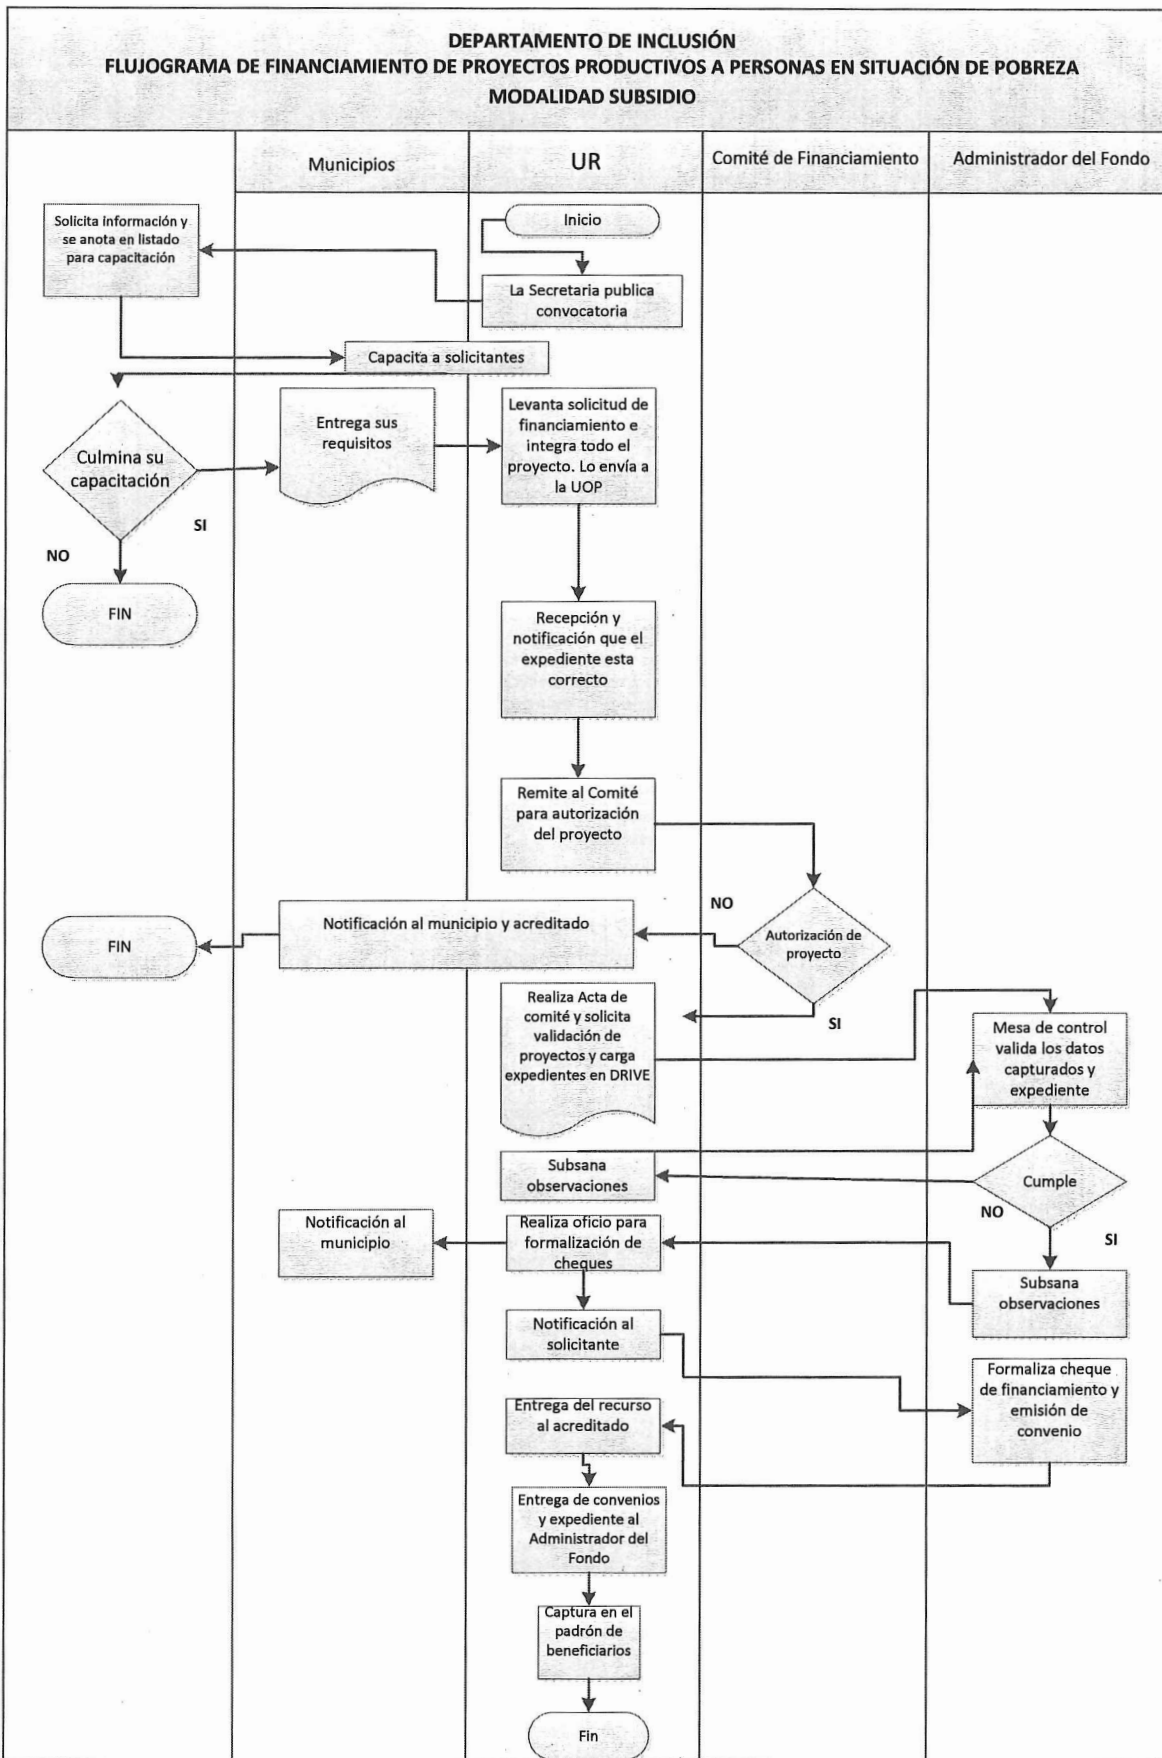 DEPARTAMENTO DE INCLUSIÓN
FLUJOGRAMA DE FINANCIAMIENTO DE PROYECTOS PRODUCTIVOS A PERSONAS EN SITUACIÓN DE POBREZA
MODALIDAD SUBSIDIO
Municipios
UR
Comité de Financiamiento
Administrador del Fondo
Inicio
Solicita información y
se anota en listado
para capacitación
La Secretaria publica
convocatoria
Capacita a solicitantes
Culmina su
capacitación
SI
NO
FIN
Entrega sus
requisitos
Levanta solicitud de
financiamiento e
integra todo el
proyecto. Lo envía a
la UOP
Recepción y
notificación que el
expediente esta
correcto
Remite al Comité
para autorización
del proyecto
NO
Autorización de
proyecto
SI
Notificación al municipio y acreditado
FIN
Realiza Acta de
comité y solicita
validación de
proyectos y carga
expedientes en DRIVE
Mesa de control
valida los datos
capturados y
expediente
Cumple
NO
SI
Subsana
observaciones
Notificación al
municipio
Realiza oficio para
formalización de
cheques
Subsana
observaciones
Notificación al
solicitante
Formaliza cheque
de financiamiento y
emisión de
convenio
Entrega del recurso
al acreditado
Entrega de convenios
y expediente al
Administrador del
Fondo
Captura en el
padrón de
beneficiarios
Fin